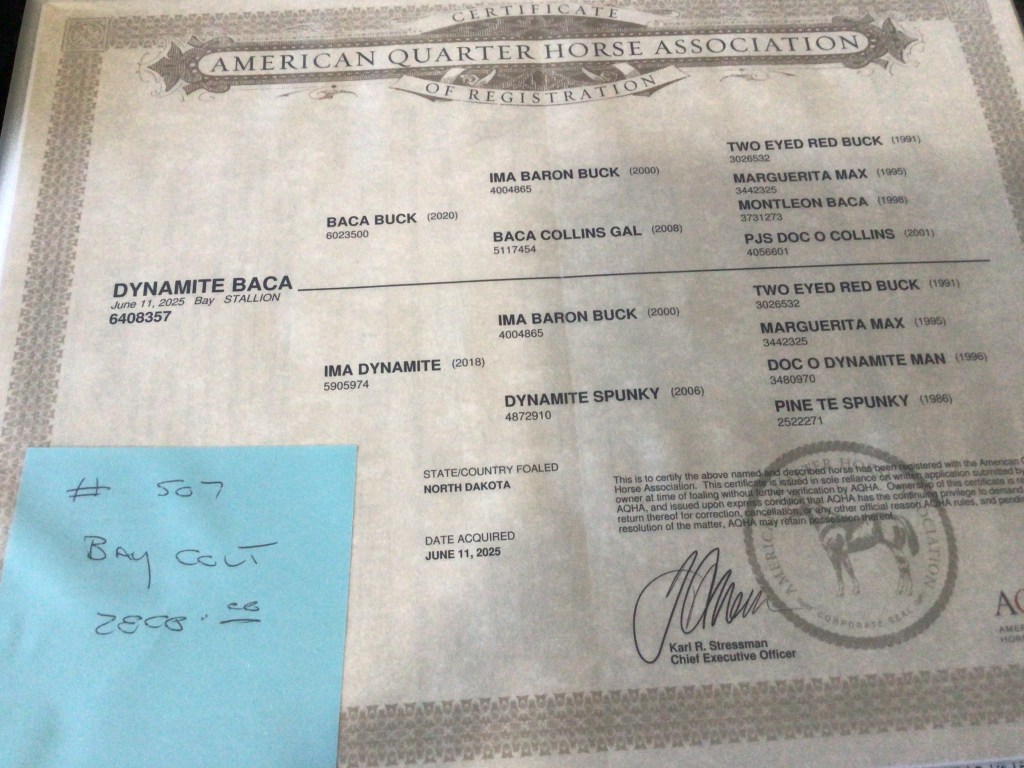 CERTIFICATE
AMERICAN QUARTER HORSE ASSOCIATION
OF REGISTRATION
TWO EYED RED BUCK (1991)
3026532
IMA BARON BUCK (2000)
4004865
MARGUERITA MAX (1995)
3442325
BACA BUCK (2020)
6023500
MONTLEON BACA (1998)
3731273
BACA COLLINS GAL (2008)
5117454
PJS DOC O COLLINS (2001)
4056601
DYNAMITE BACA
June 11, 2025 Bay STALLION
6408357
TWO EYED RED BUCK (1991)
3026532
IMA BARON BUCK (2000)
4004865
MARGUERITA MAX (1995)
3442325
IMA DYNAMITE (2018)
5905974
DOC O DYNAMITE MAN (1996)
3480970
DYNAMITE SPUNKY (2006)
4872910
PINE TE SPUNKY (1986)
2522271
STATE/COUNTRY FOALED
NORTH DAKOTA
DATE ACQUIRED
JUNE 11, 2025
This is to certify the above named and described horse has been registered with the American
Horse Association. This certificate is issued in sole reliance on written application submitted by
owner at time of foaling without further verification by AQHA. Ownership of this certificate is
AQHA, and issued upon express condition that AQHA has the continuing privilege to
return thereof for correction, cancellation, or any other official reason AQHA rules, and
resolution of the matter, AQHA may retain possession thereof.
Karl R. Stressman
Chief Executive Officer
CORPORATE SEAL
# 507
BAY COLT